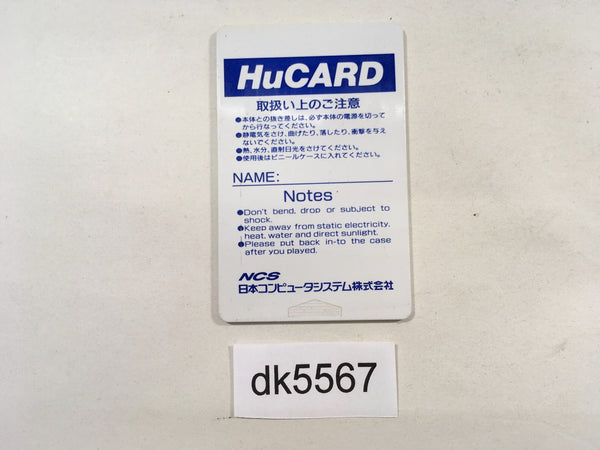 HuCARD
取扱い上のご注意
●本体との抜き差しは、必ず本体の電源を切って
から行なってください。
●静電気をさけ、曲げたり、落したり、衝撃を与え
ないでください。
●熱、水分、直射日光をさけてください。
●使用後はビニールケースに入れてください。
NAME:
Notes
●Don't bend, drop or subject to
shock.
●Keep away from static electricity,
heat, water and direct sunlight.
●Please put back in-to the case
after you played.
NCS
日本コンピュータシステム株式会社
dk5567